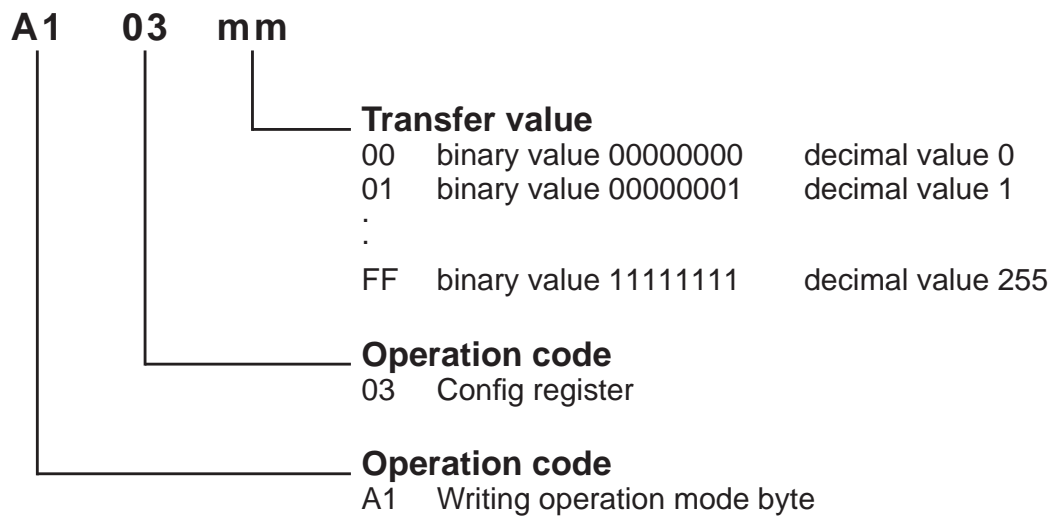 A1 03 mm
Transfer value
00 binary value 00000000 decimal value 0
01 binary value 00000001 decimal value 1
.
.
FF binary value 11111111 decimal value 255
Operation code
03 Config register
Operation code
A1 Writing operation mode byte